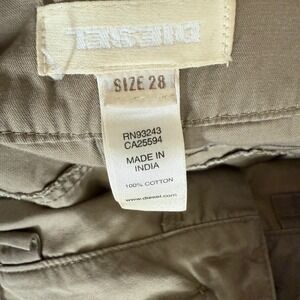 DIESEL
SIZE 28
RN93243
CA25594
MADE IN
INDIA
100% COTTON
www.diesel.com